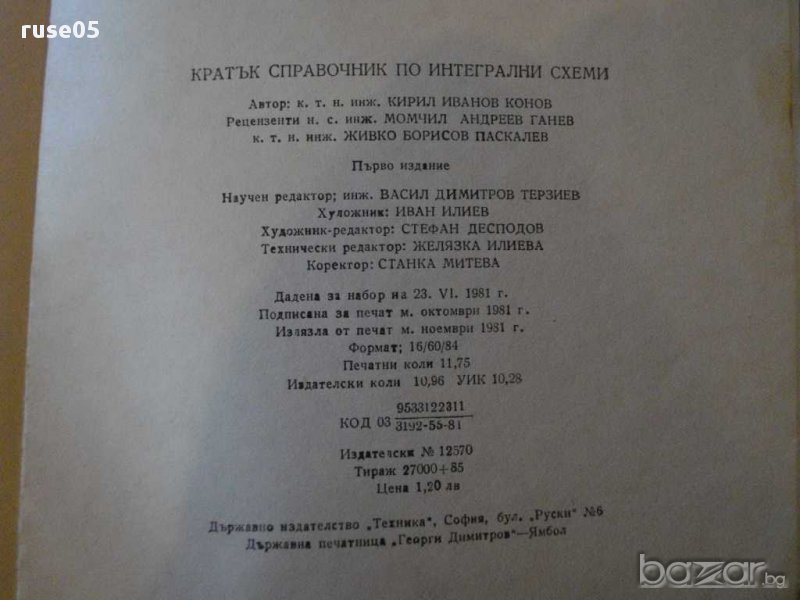 ruse05
КРАТЪК СПРАВОЧНИК ПО ИНТЕГРАЛНИ СХЕМИ
Автор: к. т. н. инж. КИРИЛ ИВАНОВ КОНОВ
Рецензенти н. с. инж. МОМЧИЛ АНДРЕЕВ ГАНЕВ
к. т. н. инж. ЖИВКО БОРИСОВ ПАСКАЛЕВ
Първо издание
Научен редактор; инж. ВАСИЛ ДИМИТРОВ ТЕРЗИЕВ
Художник: ИВАН ИЛИЕВ
Художник-редактор: СТЕФАН ДЕСПОДОВ
Технически редактор: ЖЕЛЯЗКА ИЛИЕВА
Коректор: СТАНКА МИТЕВА
Дадена за набор на 23. VI. 1981 г.
Подписана за печат м. октомври 1981 г.
Излязла от печат м. ноември 1981 г.
Формат; 16/60/84
Печатни коли 11,75
Издателски коли 10,96 УИК 10,28
КОД 03 9533122311
3192-55-81
Издателски № 12570
Тираж 27000+85
Цена 1,20 лв
Държавно издателство „Техника“, София, бул. „Руски“ №6
Държавна печатница „Георги Димитров“—Ямбол
bazar.bg